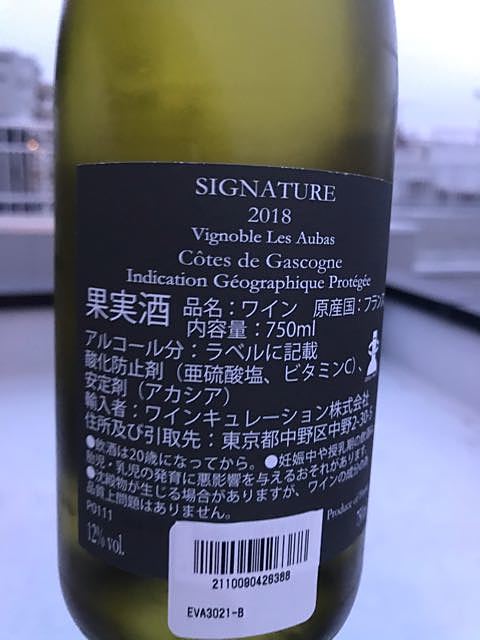 SIGNATURE
2018
Vignoble Les Aubas
Côtes de Gascogne
Indication Géographique Protégée
果実酒 品名：ワイン 原産国：フランス
内容量：750ml
アルコール分：ラベルに記載
酸化防止剤（亜硫酸塩、ビタミンC）、
安定剤（アカシア）
輸入者：ワインキュレーション株式会社
住所及び引取先：東京都中野区中野2-30-5
●飲酒は20歳になってから。●妊娠中や授乳期の
胎児・乳児の発育に悪影響を与えるおそれがあります。
●沈殿物が生じる場合がありますが、ワインの成分の為、
品質上問題はありません。
P0111
Product of
12% vol.
2110090426388
EVA3021-B